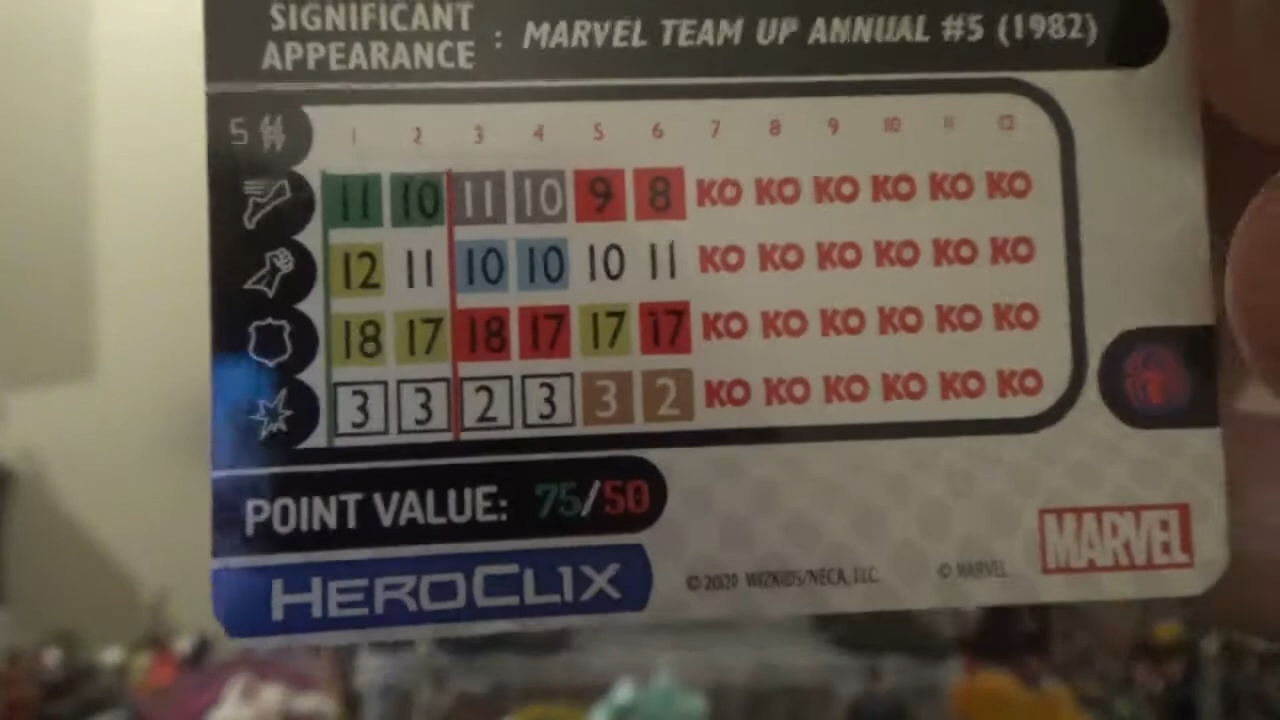 SIGNIFICANT
APPEARANCE : MARVEL TEAM UP ANNUAL #5 (1982)
5 1 2 3 4 5 6 7 8 9 10 11 12
11 10 11 10 9 8 KO KO KO KO KO KO
12 11 10 10 10 11 KO KO KO KO KO KO
18 17 18 17 17 17 KO KO KO KO KO KO
3 3 2 3 3 2 KO KO KO KO KO KO
POINT VALUE: 75/50
HEROCLIX
©2020 WIZKIDS/NECA, LLC.
© MARVEL
MARVEL